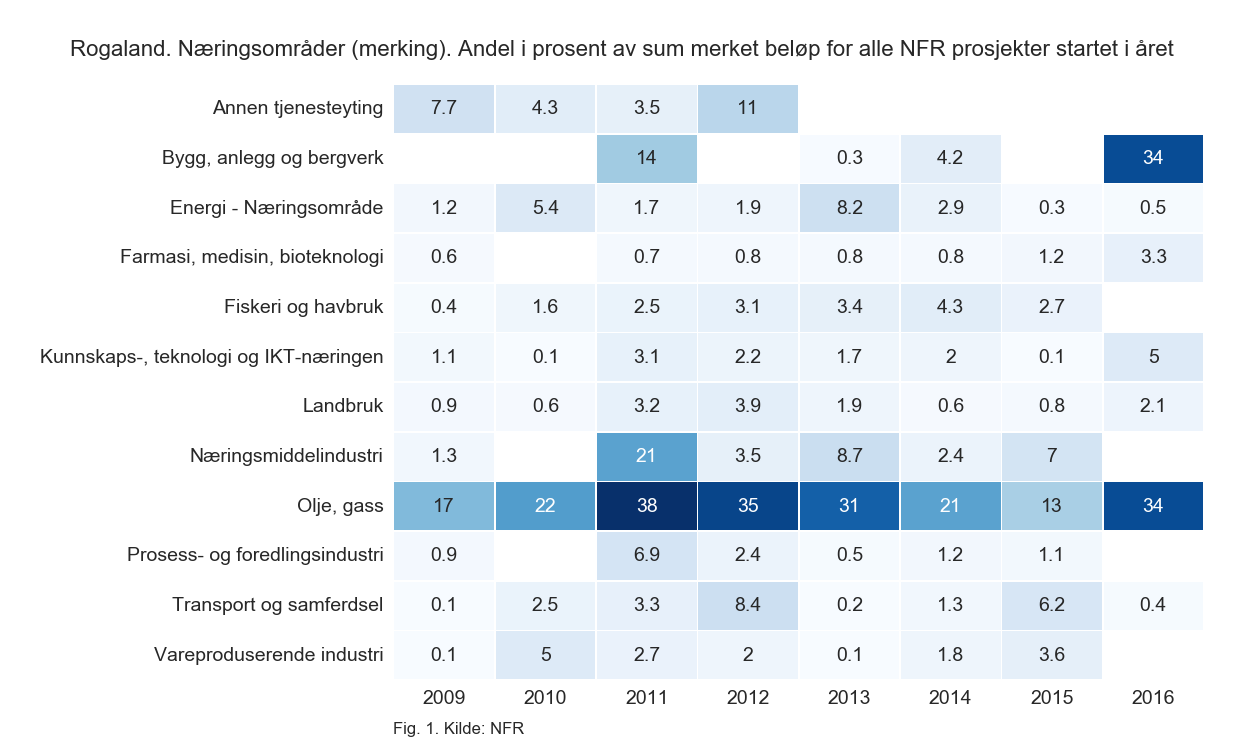 Rogaland. Næringsområder (merking). Andel i prosent av sum merket beløp for alle NFR prosjekter startet i året
Annen tjenesteyting 7.7 4.3 3.5 11
Bygg, anlegg og bergverk 14 0.3 4.2 34
Energi - Næringsområde 1.2 5.4 1.7 1.9 8.2 2.9 0.3 0.5
Farmasi, medisin, bioteknologi 0.6 0.7 0.8 0.8 0.8 1.2 3.3
Fiskeri og havbruk 0.4 1.6 2.5 3.1 3.4 4.3 2.7
Kunnskaps-, teknologi og IKT-næringen 1.1 0.1 3.1 2.2 1.7 2 0.1 5
Landbruk 0.9 0.6 3.2 3.9 1.9 0.6 0.8 2.1
Næringsmiddelindustri 1.3 21 3.5 8.7 2.4 7
Olje, gass 17 22 38 35 31 21 13 34
Prosess- og foredlingsindustri 0.9 6.9 2.4 0.5 1.2 1.1
Transport og samferdsel 0.1 2.5 3.3 8.4 0.2 1.3 6.2 0.4
Vareproduserende industri 0.1 5 2.7 2 0.1 1.8 3.6
2009 2010 2011 2012 2013 2014 2015 2016
Fig. 1. Kilde: NFR